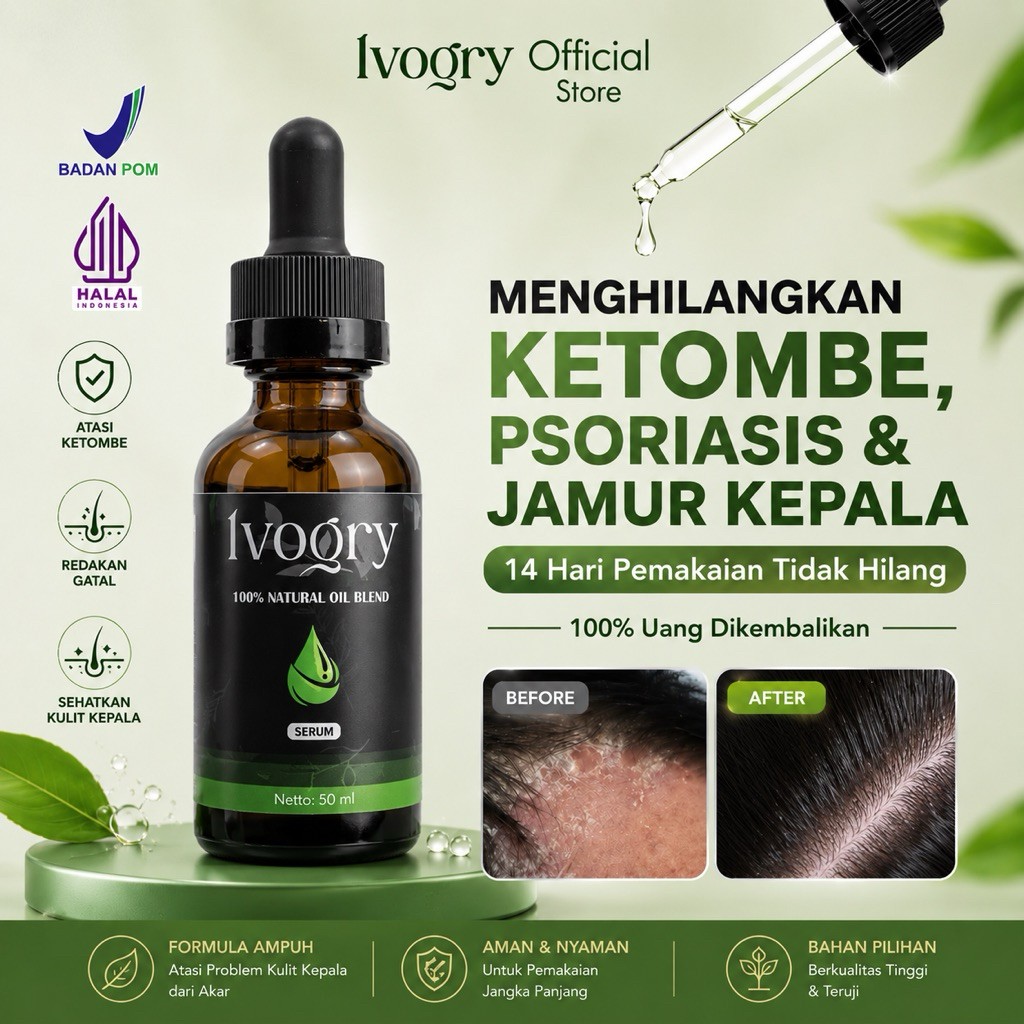 Ivogry Official
Store
BADAN POM
HALAL
INDONESIA
ATASI
KETOMBE
REDAKAN
GATAL
SEHATKAN
KULIT KEPALA
Ivogry
100% NATURAL OIL BLEND
SERUM
Netto: 50 ml
MENGHILANGKAN
KETOMBE,
PSORIASIS &
JAMUR KEPALA
14 Hari Pemakaian Tidak Hilang
100% Uang Dikembalikan
BEFORE
AFTER
FORMULA AMPUH
Atasi Problem Kulit Kepala
dari Akar
AMAN & NYAMAN
Untuk Pemakaian
Jangka Panjang
BAHAN PILIHAN
Berkualitas Tinggi
& Teruji